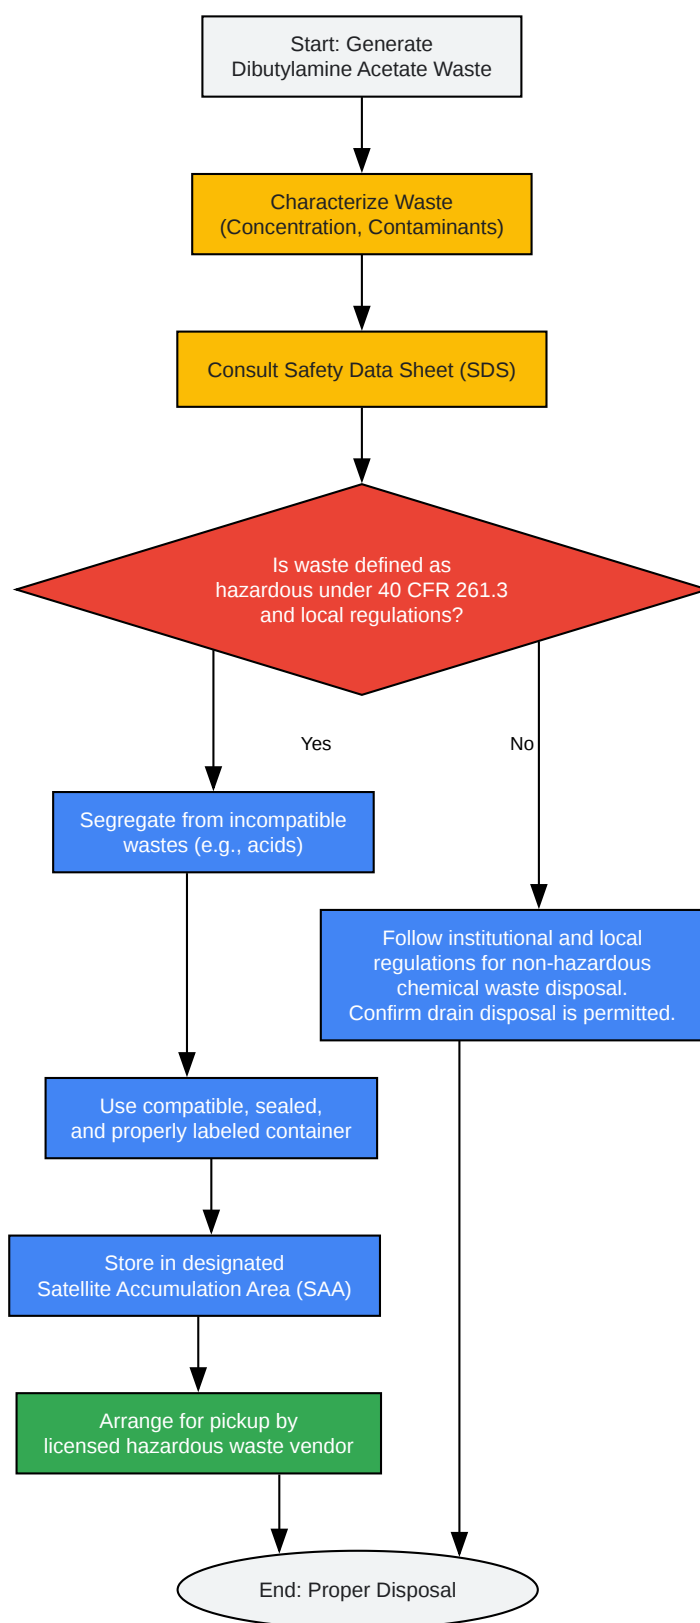 Start: Generate
Dibutylamine Acetate Waste
Characterize Waste
(Concentration, Contaminants)
Consult Safety Data Sheet (SDS)
Is waste defined as
hazardous under 40 CFR 261.3
and local regulations?
Yes
No
Segregate from incompatible
wastes (e.g., acids)
Follow institutional and local
regulations for non-hazardous
chemical waste disposal.
Confirm drain disposal is permitted.
Use compatible, sealed,
and properly labeled container
Store in designated
Satellite Accumulation Area (SAA)
Arrange for pickup by
licensed hazardous waste vendor
End: Proper Disposal